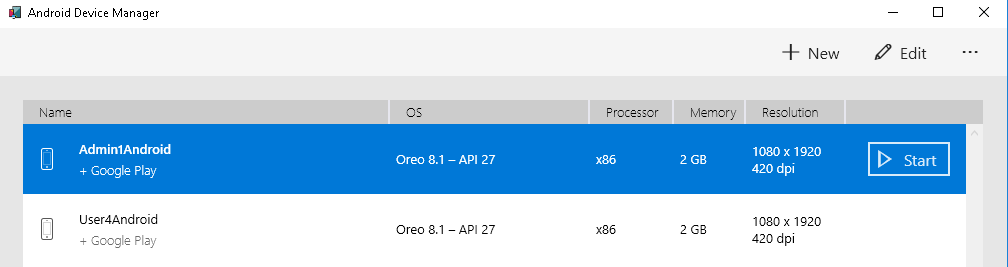 Android Device Manager
New Edit ...
Name OS Processor Memory Resolution
Admin1Android
+ Google Play
Oreo 8.1 – API 27 x86 2 GB
1080 x 1920
420 dpi
Start
User4Android
+ Google Play
Oreo 8.1 – API 27 x86 2 GB
1080 x 1920
420 dpi